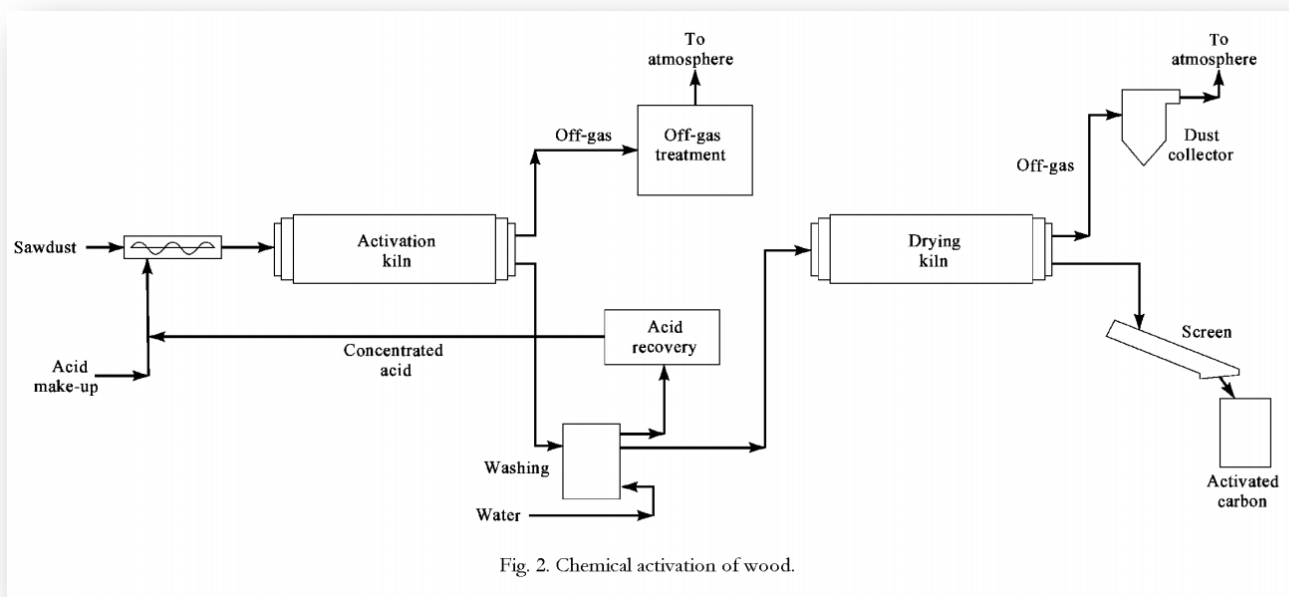 To
atmosphere
To
atmosphere
Off-gas
Off-gas
treatment
Dust
collector
Off-gas
Sawdust
Activation
kiln
Drying
kiln
Acid
recovery
Screen
Concentrated
acid
Acid
make-up
Washing
Water
Activated
carbon
Fig. 2. Chemical activation of wood.